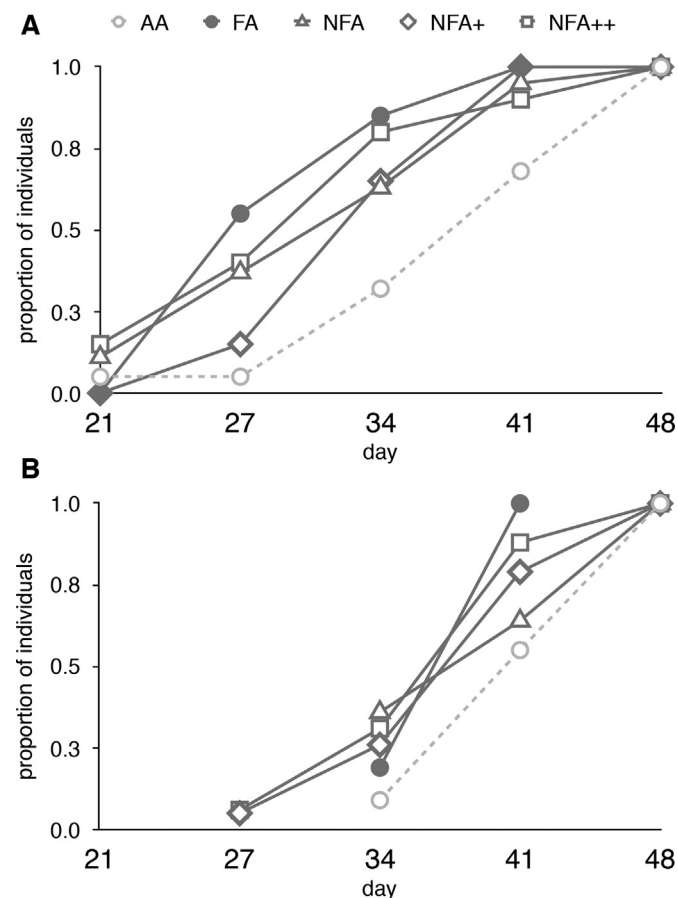 A
AA FA NFA NFA+ NFA++
1.0
0.8
0.5
0.3
0.0
proportion of individuals
21 27 34 41 48
day
B
1.0
0.8
0.5
0.3
0.0
proportion of individuals
21 27 34 41 48
day